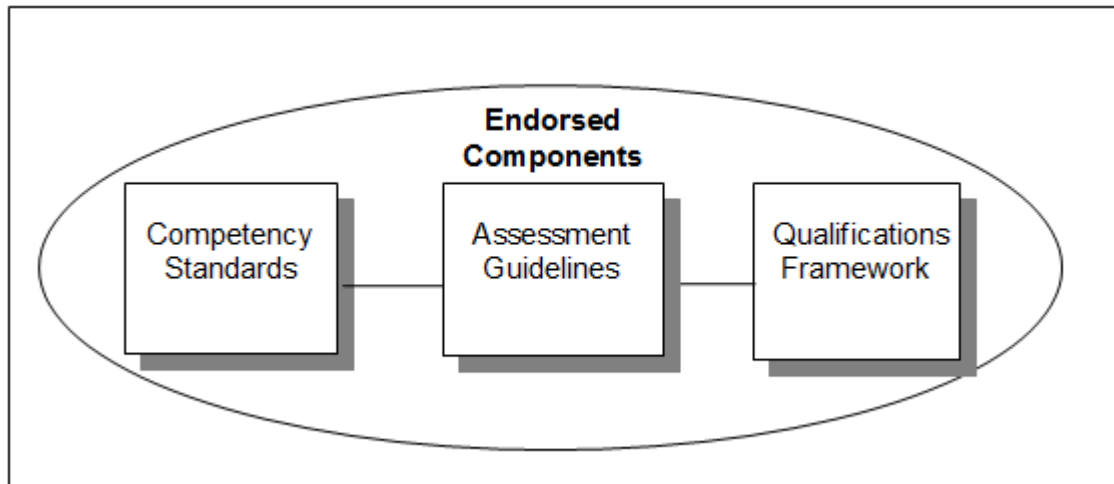 Endorsed
Components
Competency
Standards
Assessment
Guidelines
Qualifications
Framework